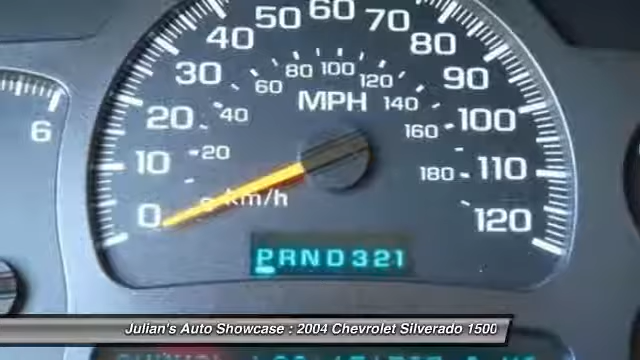 50 60 70
40 80
30 80 100 120 90
60
MPH 140
6 20 40 160 100
10 20 180 110
0 0 km/h 120
PRND321
Julian's Auto Showcase : 2004 Chevrolet Silverado 1500